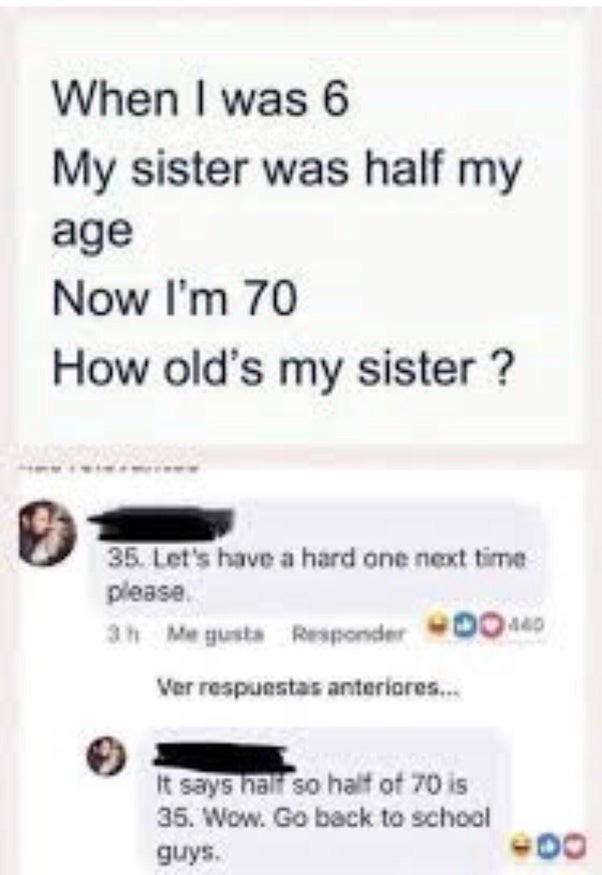 When I was 6
My sister was half my
age
Now I'm 70
How old's my sister ?
35. Let's have a hard one next time
please.
3 h Me gusta Responder 440
Ver respuestas anteriores...
It says half so half of 70 is
35. Wow. Go back to school
guys.